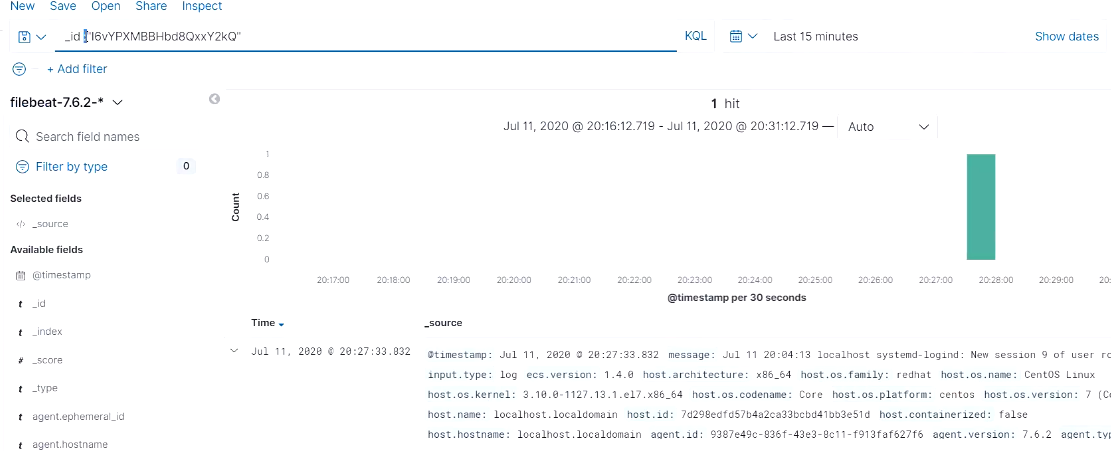 New Save Open Share Inspect
_id :"I6vYPXMBBHbd8QxxY2kQ" KQL Last 15 minutes Show dates
+ Add filter
filebeat-7.6.2-*
1 hit
Search field names
Jul 11, 2020 @ 20:16:12.719 - Jul 11, 2020 @ 20:31:12.719 — Auto
Filter by type 0
Selected fields
_source
Available fields
@timestamp
t _id
t _index
# _score
t _type
t agent.ephemeral_id
t agent.hostname
Count
1
0.8
0.6
0.4
0.2
0
20:17:00 20:18:00 20:19:00 20:20:00 20:21:00 20:22:00 20:23:00 20:24:00 20:25:00 20:26:00 20:27:00 20:28:00 20:29:00 20:
@timestamp per 30 seconds
Time _source
Jul 11, 2020 @ 20:27:33.832 @timestamp: Jul 11, 2020 @ 20:27:33.832 message: Jul 11 20:04:13 localhost systemd-logind: New session 9 of user ro
input.type: log ecs.version: 1.4.0 host.architecture: x86_64 host.os.family: redhat host.os.name: CentOS Linux
host.os.kernel: 3.10.0-1127.13.1.el7.x86_64 host.os.codename: Core host.os.platform: centos host.os.version: 7 (Co
host.name: localhost.localdomain host.id: 7d298edfd57b4a2ca33bcbd41bb3e51d host.containerized: false
host.hostname: localhost.localdomain agent.id: 9387e49c-836f-43e3-8c11-f913faf627f6 agent.version: 7.6.2 agent.typ